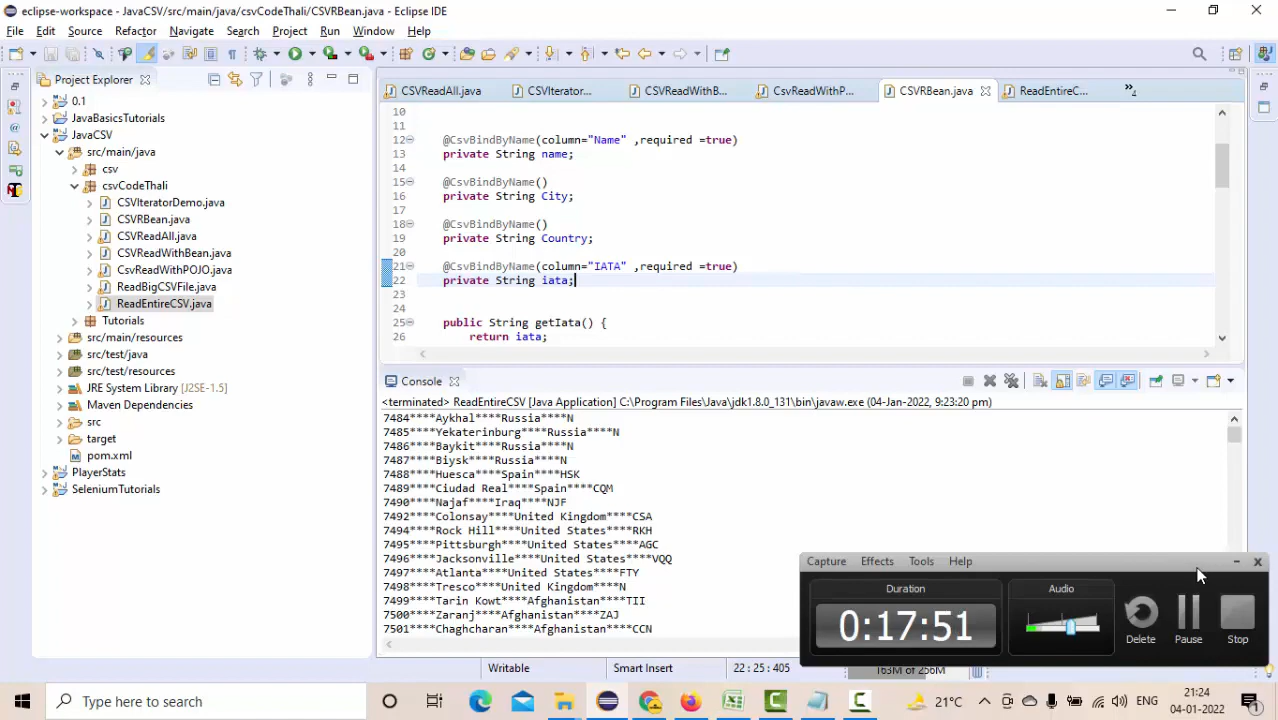 eclipse-workspace - JavaCSV/src/main/java/csvCodeThali/CSVRBean.java - Eclipse IDE
File Edit Source Refactor Navigate Search Project Run Window Help
Project Explorer
0.1
JavaBasicsTutorials
JavaCSV
src/main/java
csv
csvCodeThali
CSVIteratorDemo.java
CSVRBean.java
CSVReadAll.java
CSVReadWithBean.java
CsvReadWithPOJO.java
ReadBigCSVFile.java
ReadEntireCSV.java
Tutorials
src/main/resources
src/test/java
src/test/resources
JRE System Library [J2SE-1.5]
Maven Dependencies
src
target
pom.xml
PlayerStats
SeleniumTutorials
CSVReadAll.java CSVIterator... CSVReadWithB... CsvReadWithP... CSVRBean.java ReadEntireC... »2
10
11
12 @CsvBindByName(column="Name" ,required =true)
13 private String name;
14
15 @CsvBindByName()
16 private String City;
17
18 @CsvBindByName()
19 private String Country;
20
21 @CsvBindByName(column="IATA" ,required =true)
22 private String iata;
23
24
25 public String getIata() {
26 return iata;
Console
<terminated> ReadEntireCSV [Java Application] C:\Program Files\Java\jdk1.8.0_131\bin\javaw.exe (04-Jan-2022, 9:23:20 pm)
7484****Aykhal****Russia****N
7485****Yekaterinburg****Russia****N
7486****Baykit****Russia****N
7487****Biysk****Russia****N
7488****Huesca****Spain****HSK
7489****Ciudad Real****Spain****CQM
7490****Najaf****Iraq****NJF
7492****Colonsay****United Kingdom****CSA
7494****Rock Hill****United States****RKH
7495****Pittsburgh****United States****AGC
7496****Jacksonville****United States****VQQ
7497****Atlanta****United States****FTY
7498****Tresco****United Kingdom****N
7499****Tarin Kowt****Afghanistan****TII
7500****Zaranj****Afghanistan****ZAJ
7501****Chaghcharan****Afghanistan****CCN
Capture Effects Tools Help
Duration
0:17:51
Audio
Delete Pause Stop
Writable Smart Insert 22 : 25 : 405 163M of 256M
Type here to search
21°C
ENG
21:24
04-01-2022
1